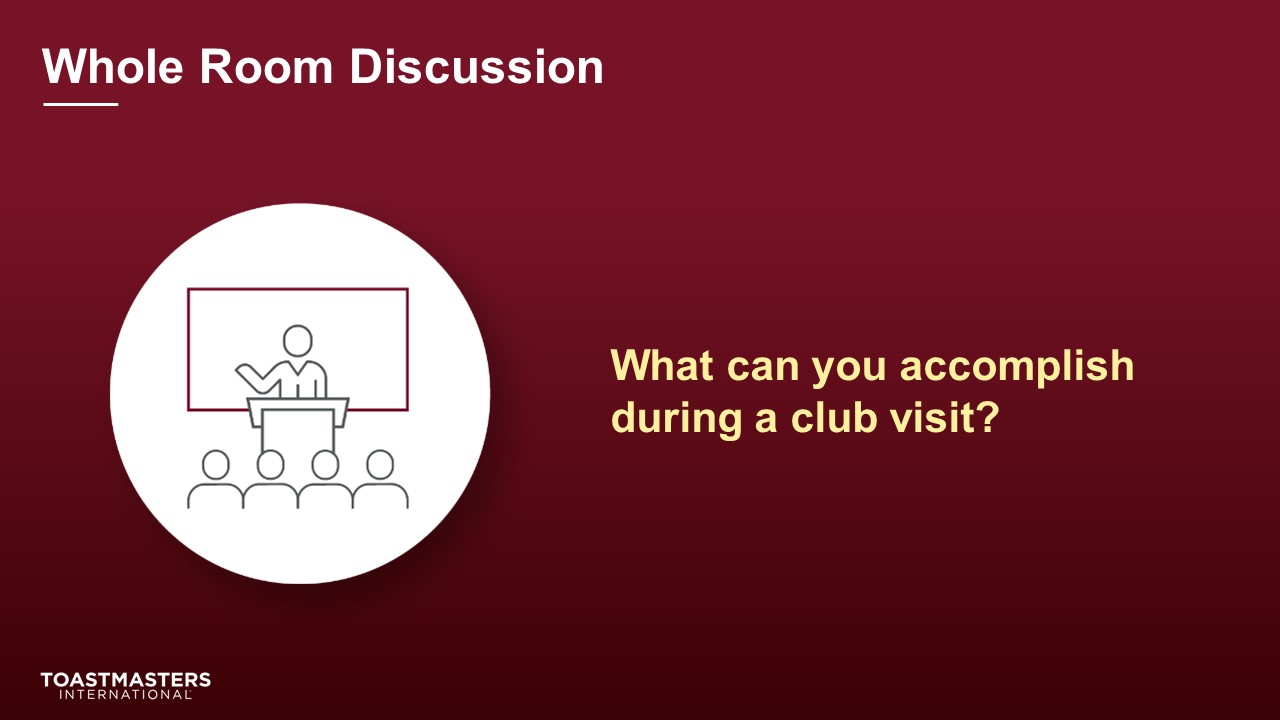 Whole Room Discussion
What can you accomplish
during a club visit?
TOASTMASTERS
INTERNATIONAL